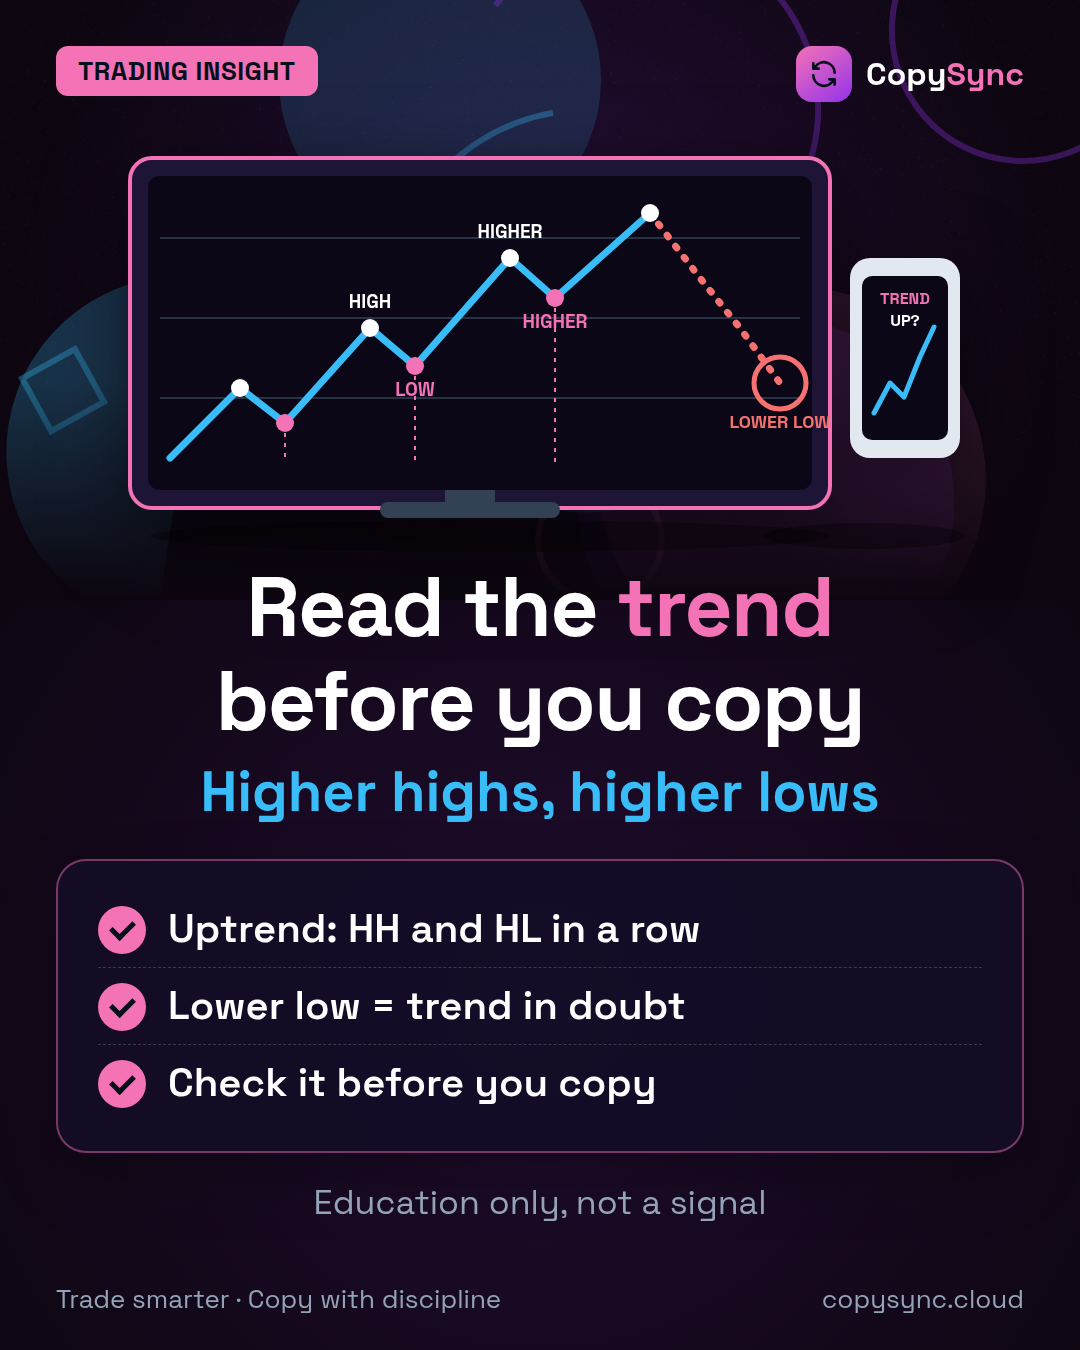 TRADING INSIGHT
CopySync
HIGHER
HIGH
HIGHER
LOW
LOWER LOW
TREND
UP?
Read the trend
before you copy
Higher highs, higher lows
Uptrend: HH and HL in a row
Lower low = trend in doubt
Check it before you copy
Education only, not a signal
Trade smarter · Copy with discipline
copysync.cloud